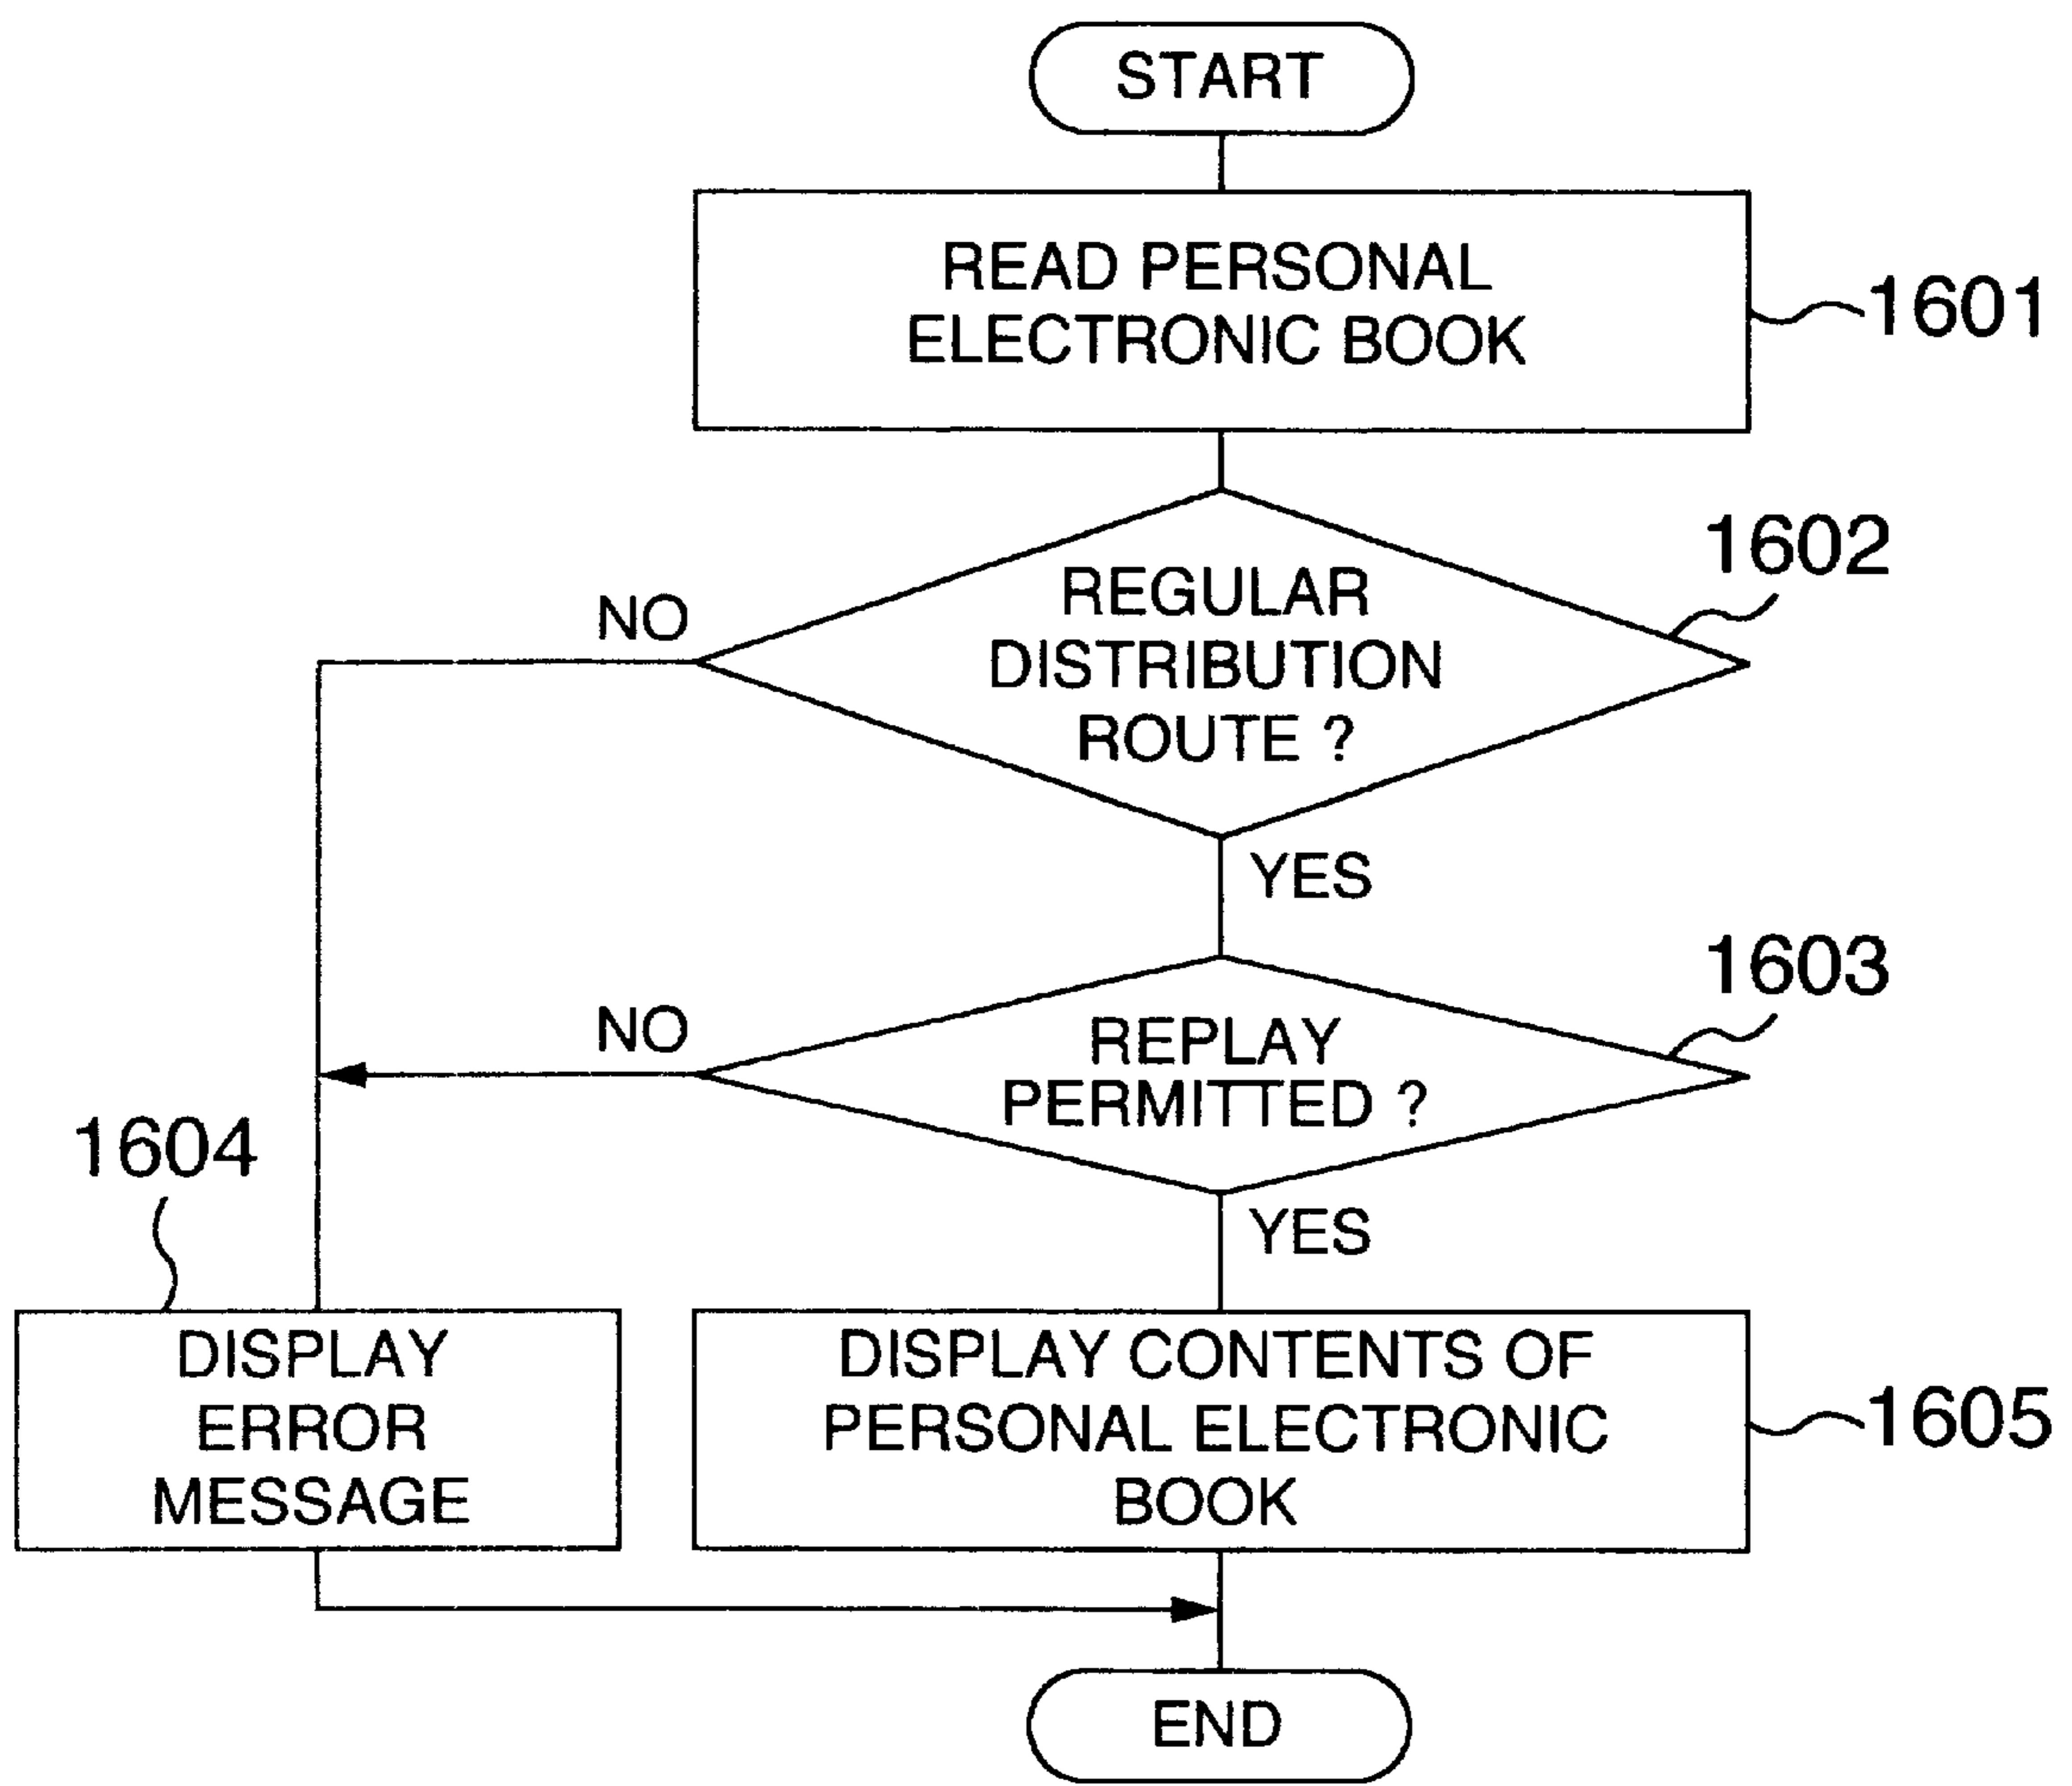 START
READ PERSONAL
ELECTRONIC BOOK
1601
1602
REGULAR
DISTRIBUTION
ROUTE ?
NO
YES
1603
REPLAY
PERMITTED ?
NO
YES
1604
DISPLAY
ERROR
MESSAGE
DISPLAY CONTENTS OF
PERSONAL ELECTRONIC
BOOK
1605
END